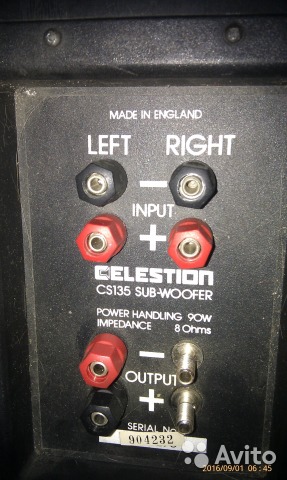 MADE IN ENGLAND
LEFT RIGHT
−
INPUT
+
CELESTION
CS135 SUB-WOOFER
POWER HANDLING 90W
IMPEDANCE 8 Ohms
−
OUTPUT
+
SERIAL No
904232
Avito
2016/09/01 06:45